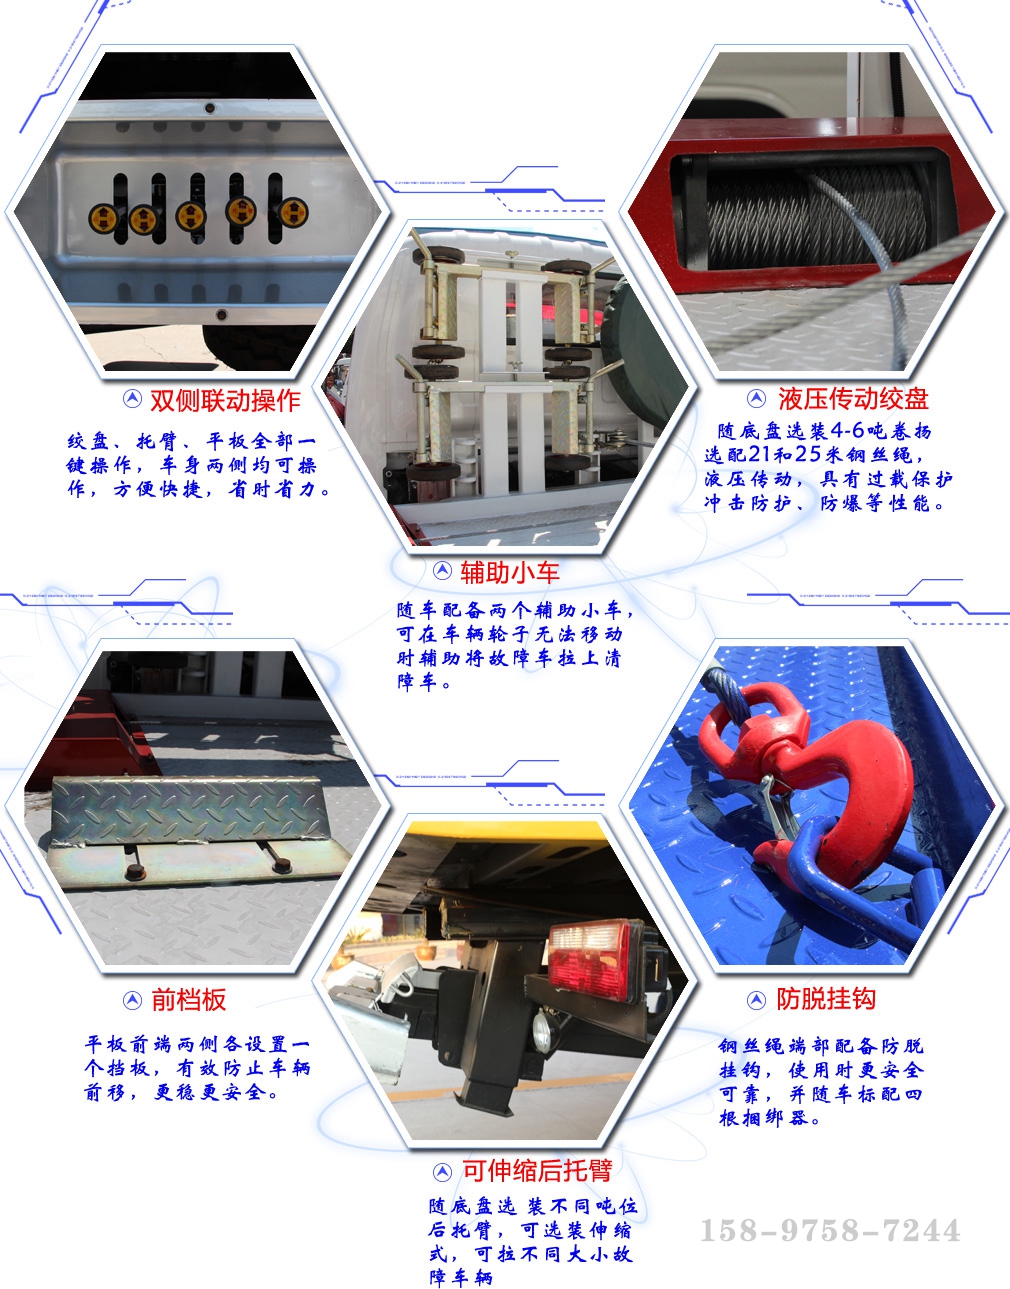 双侧联动操作
绞盘、托臂、平板全部一
键操作，车身两侧均可操
作，方便快捷，省时省力。
液压传动绞盘
随底盘选装4-6吨卷扬
选配21和25米钢丝绳，
液压传动，具有过载保护
冲击防护、防爆等性能。
辅助小车
随车配备两个辅助小车，
可在车辆轮子无法移动
时辅助将故障车拉上清
障车。
前档板
平板前端两侧各设置一
个挡板，有效防止车辆
前移，更稳更安全。
防脱挂钩
钢丝绳端部配备防脱
挂钩，使用时更安全
可靠，并随车标配四
根捆绑器。
可伸缩后托臂
随底盘选 装不同吨位
后托臂，可选装伸缩
式，可拉不同大小故
障车辆
158-9758-7244